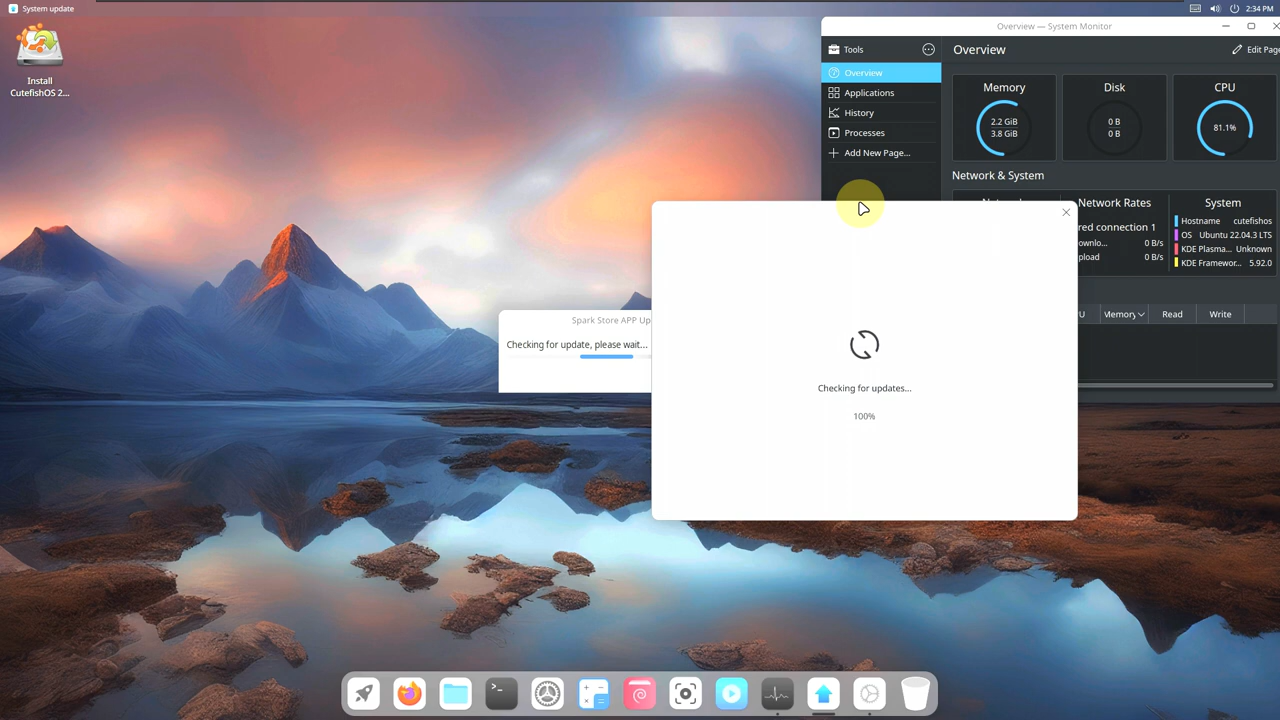 System update
2:34 PM
Install
CutefishOS 2...
Overview — System Monitor
Tools
Overview
Edit Page
Overview
Applications
History
Processes
Add New Page...
Memory
2.2 GiB
3.8 GiB
Disk
0 B
0 B
CPU
81.1%
Network & System
Network Rates
red connection 1
ownlo... 0 B/s
pload 0 B/s
System
Hostname cutefishos
OS Ubuntu 22.04.3 LTS
KDE Plasma... Unknown
KDE Framewor... 5.92.0
U Memory Read Write
Spark Store APP Up
Checking for update, please wait...
Checking for updates...
100%